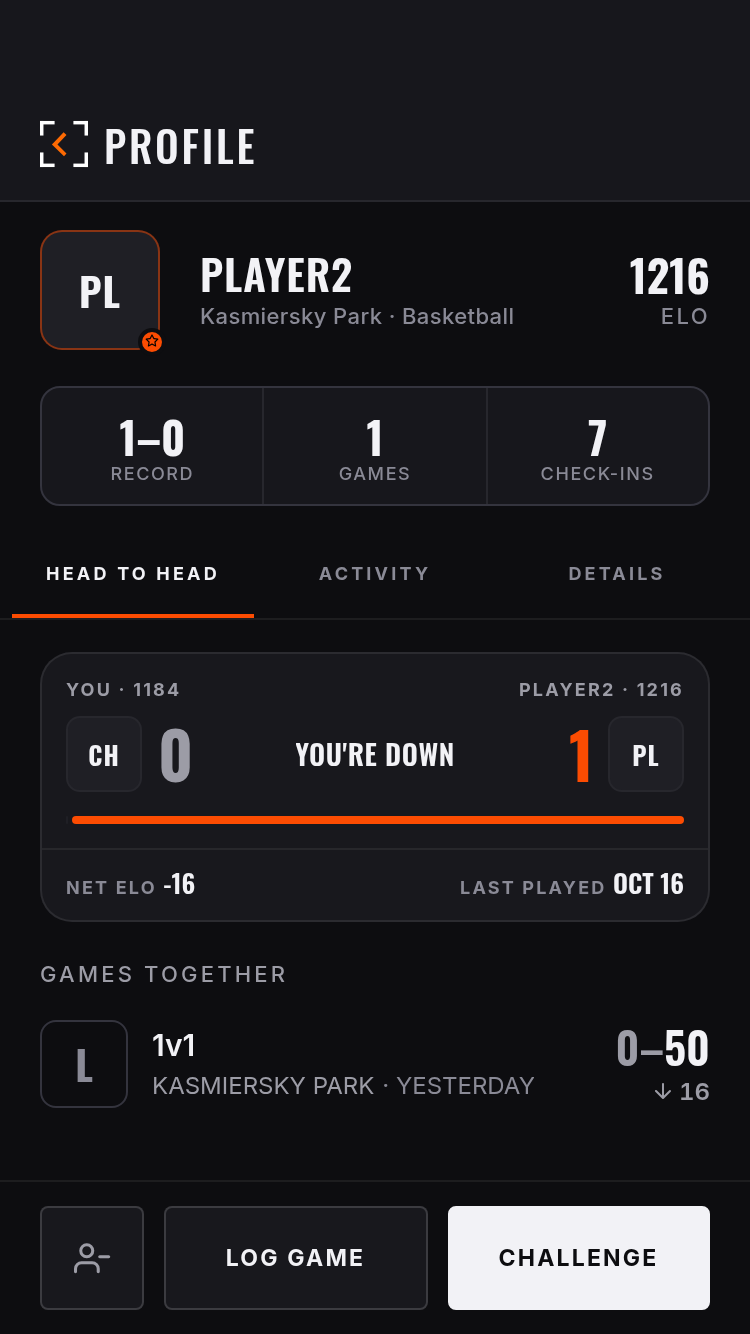 PROFILE
PL
PLAYER2
Kasmiersky Park · Basketball
1216
ELO
1–0
RECORD
1
GAMES
7
CHECK-INS
HEAD TO HEAD
ACTIVITY
DETAILS
YOU · 1184
PLAYER2 · 1216
CH
0
YOU'RE DOWN
1
PL
NET ELO -16
LAST PLAYED OCT 16
GAMES TOGETHER
L
1v1
KASMIERSKY PARK · YESTERDAY
0–50
↓ 16
LOG GAME
CHALLENGE